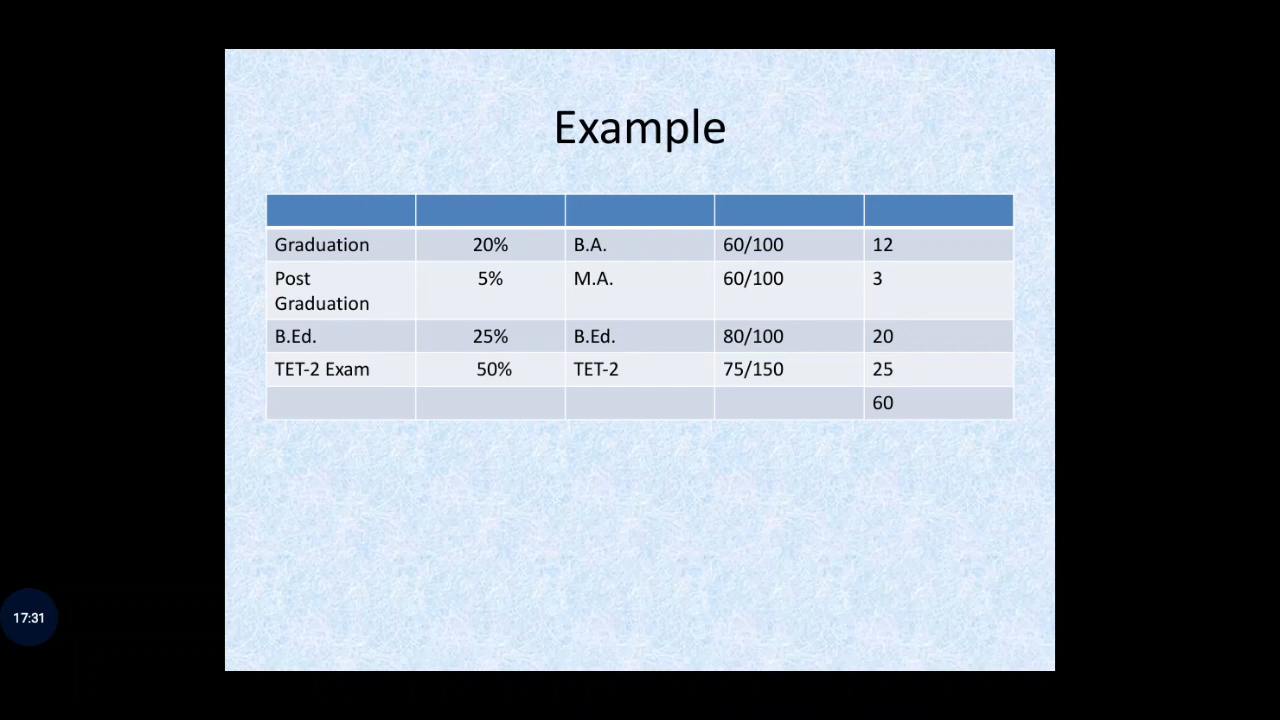 Example
Graduation 20% B.A. 60/100 12
Post Graduation 5% M.A. 60/100 3
B.Ed. 25% B.Ed. 80/100 20
TET-2 Exam 50% TET-2 75/150 25
60
17:31